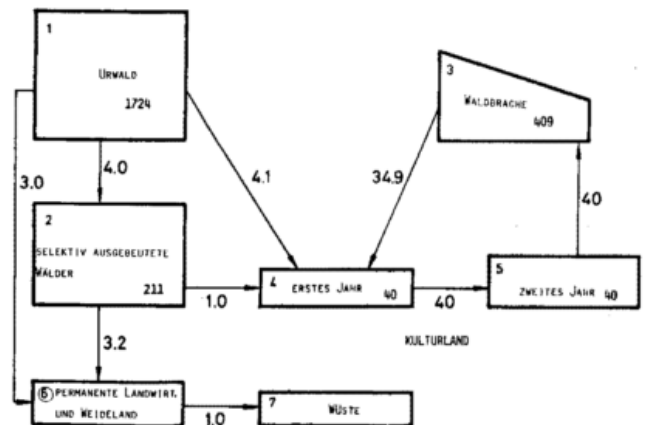 1
URWALD
1724
3
WALDBRACHE
409
3.0
4.0
4.1
34.9
40
2
SELEKTIV AUSGEBEUTETE
WÄLDER
211
1.0
4
ERSTES JAHR
40
40
5
ZWEITES JAHR 40
3.2
KULTURLAND
6 PERMANENTE LANDWIRT.
UND WEIDELAND
1.0
7
WÜSTE